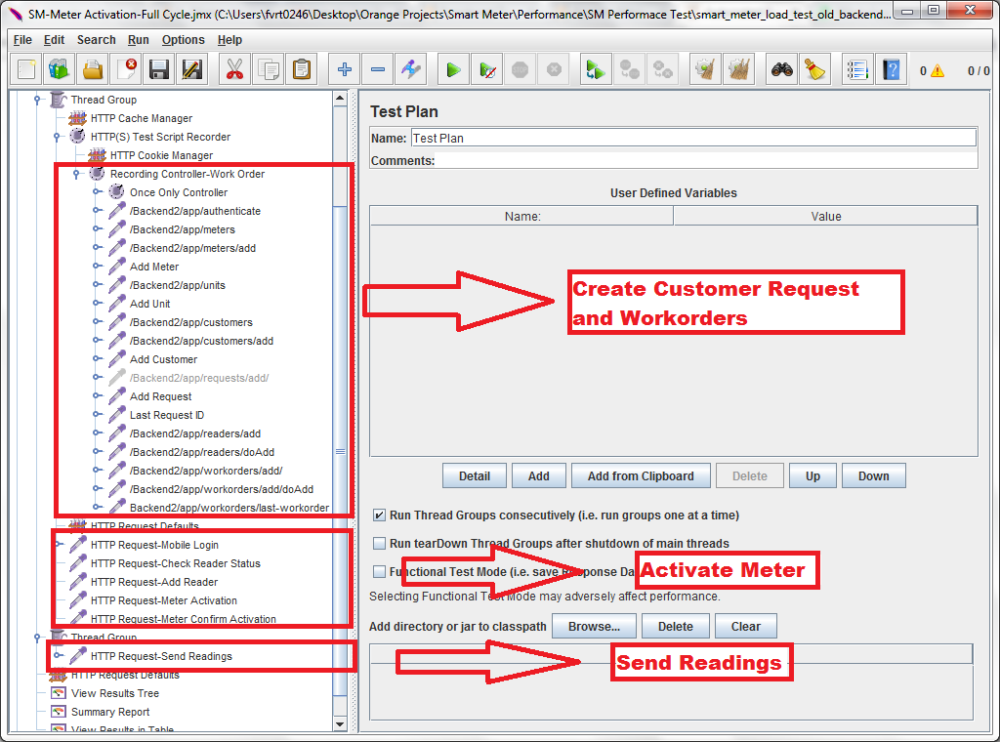 SM-Meter Activation-Full Cycle.jmx (C:\Users\fvrt0246\Desktop\Orange Projects\Smart Meter\Performance\SM Performace Test\smart_meter_load_test_old_backend...
File Edit Search Run Options Help
0 0 / 0
Thread Group
HTTP Cache Manager
HTTP(S) Test Script Recorder
HTTP Cookie Manager
Recording Controller-Work Order
Once Only Controller
/Backend2/app/authenticate
/Backend2/app/meters
/Backend2/app/meters/add
Add Meter
/Backend2/app/units
Add Unit
/Backend2/app/customers
/Backend2/app/customers/add
Add Customer
/Backend2/app/requests/add/
Add Request
Last Request ID
/Backend2/app/readers/add
/Backend2/app/readers/doAdd
/Backend2/app/workorders/add/
/Backend2/app/workorders/add/doAdd
Backend2/app/workorders/last-workorder
HTTP Request Defaults
HTTP Request-Mobile Login
HTTP Request-Check Reader Status
HTTP Request-Add Reader
HTTP Request-Meter Activation
HTTP Request-Meter Confirm Activation
Thread Group
HTTP Request-Send Readings
HTTP Request Defaults
View Results Tree
Summary Report
View Results in Table
Test Plan
Name: Test Plan
Comments:
User Defined Variables
Name: Value
Create Customer Request
and Workorders
Detail Add Add from Clipboard Delete Up Down
Run Thread Groups consecutively (i.e. run groups one at a time)
Run tearDown Thread Groups after shutdown of main threads
Functional Test Mode (i.e. save Response Da
Activate Meter
Selecting Functional Test Mode may adversely affect performance.
Add directory or jar to classpath Browse... Delete Clear
Send Readings